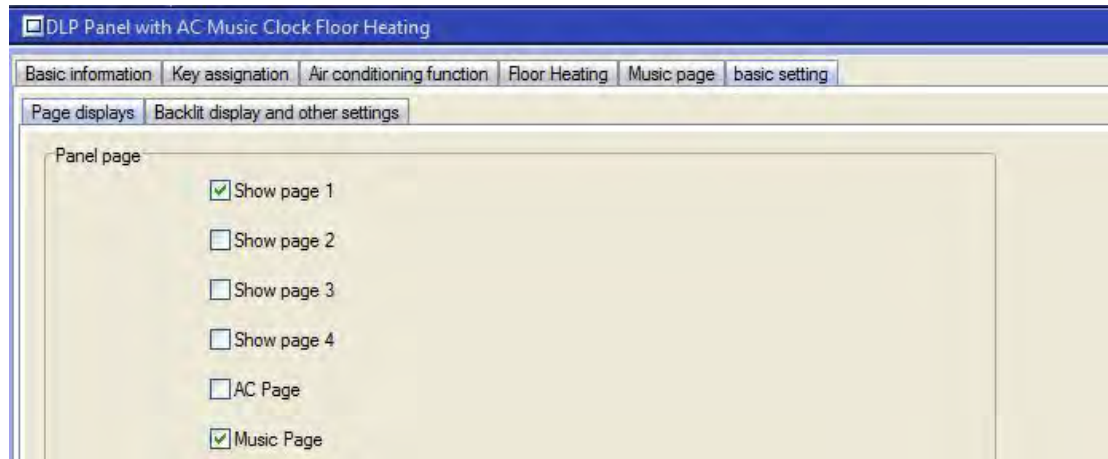 DLP Panel with AC Music Clock Floor Heating
Basic information Key assignation Air conditioning function Floor Heating Music page basic setting
Page displays Backlit display and other settings
Panel page
Show page 1
Show page 2
Show page 3
Show page 4
AC Page
Music Page